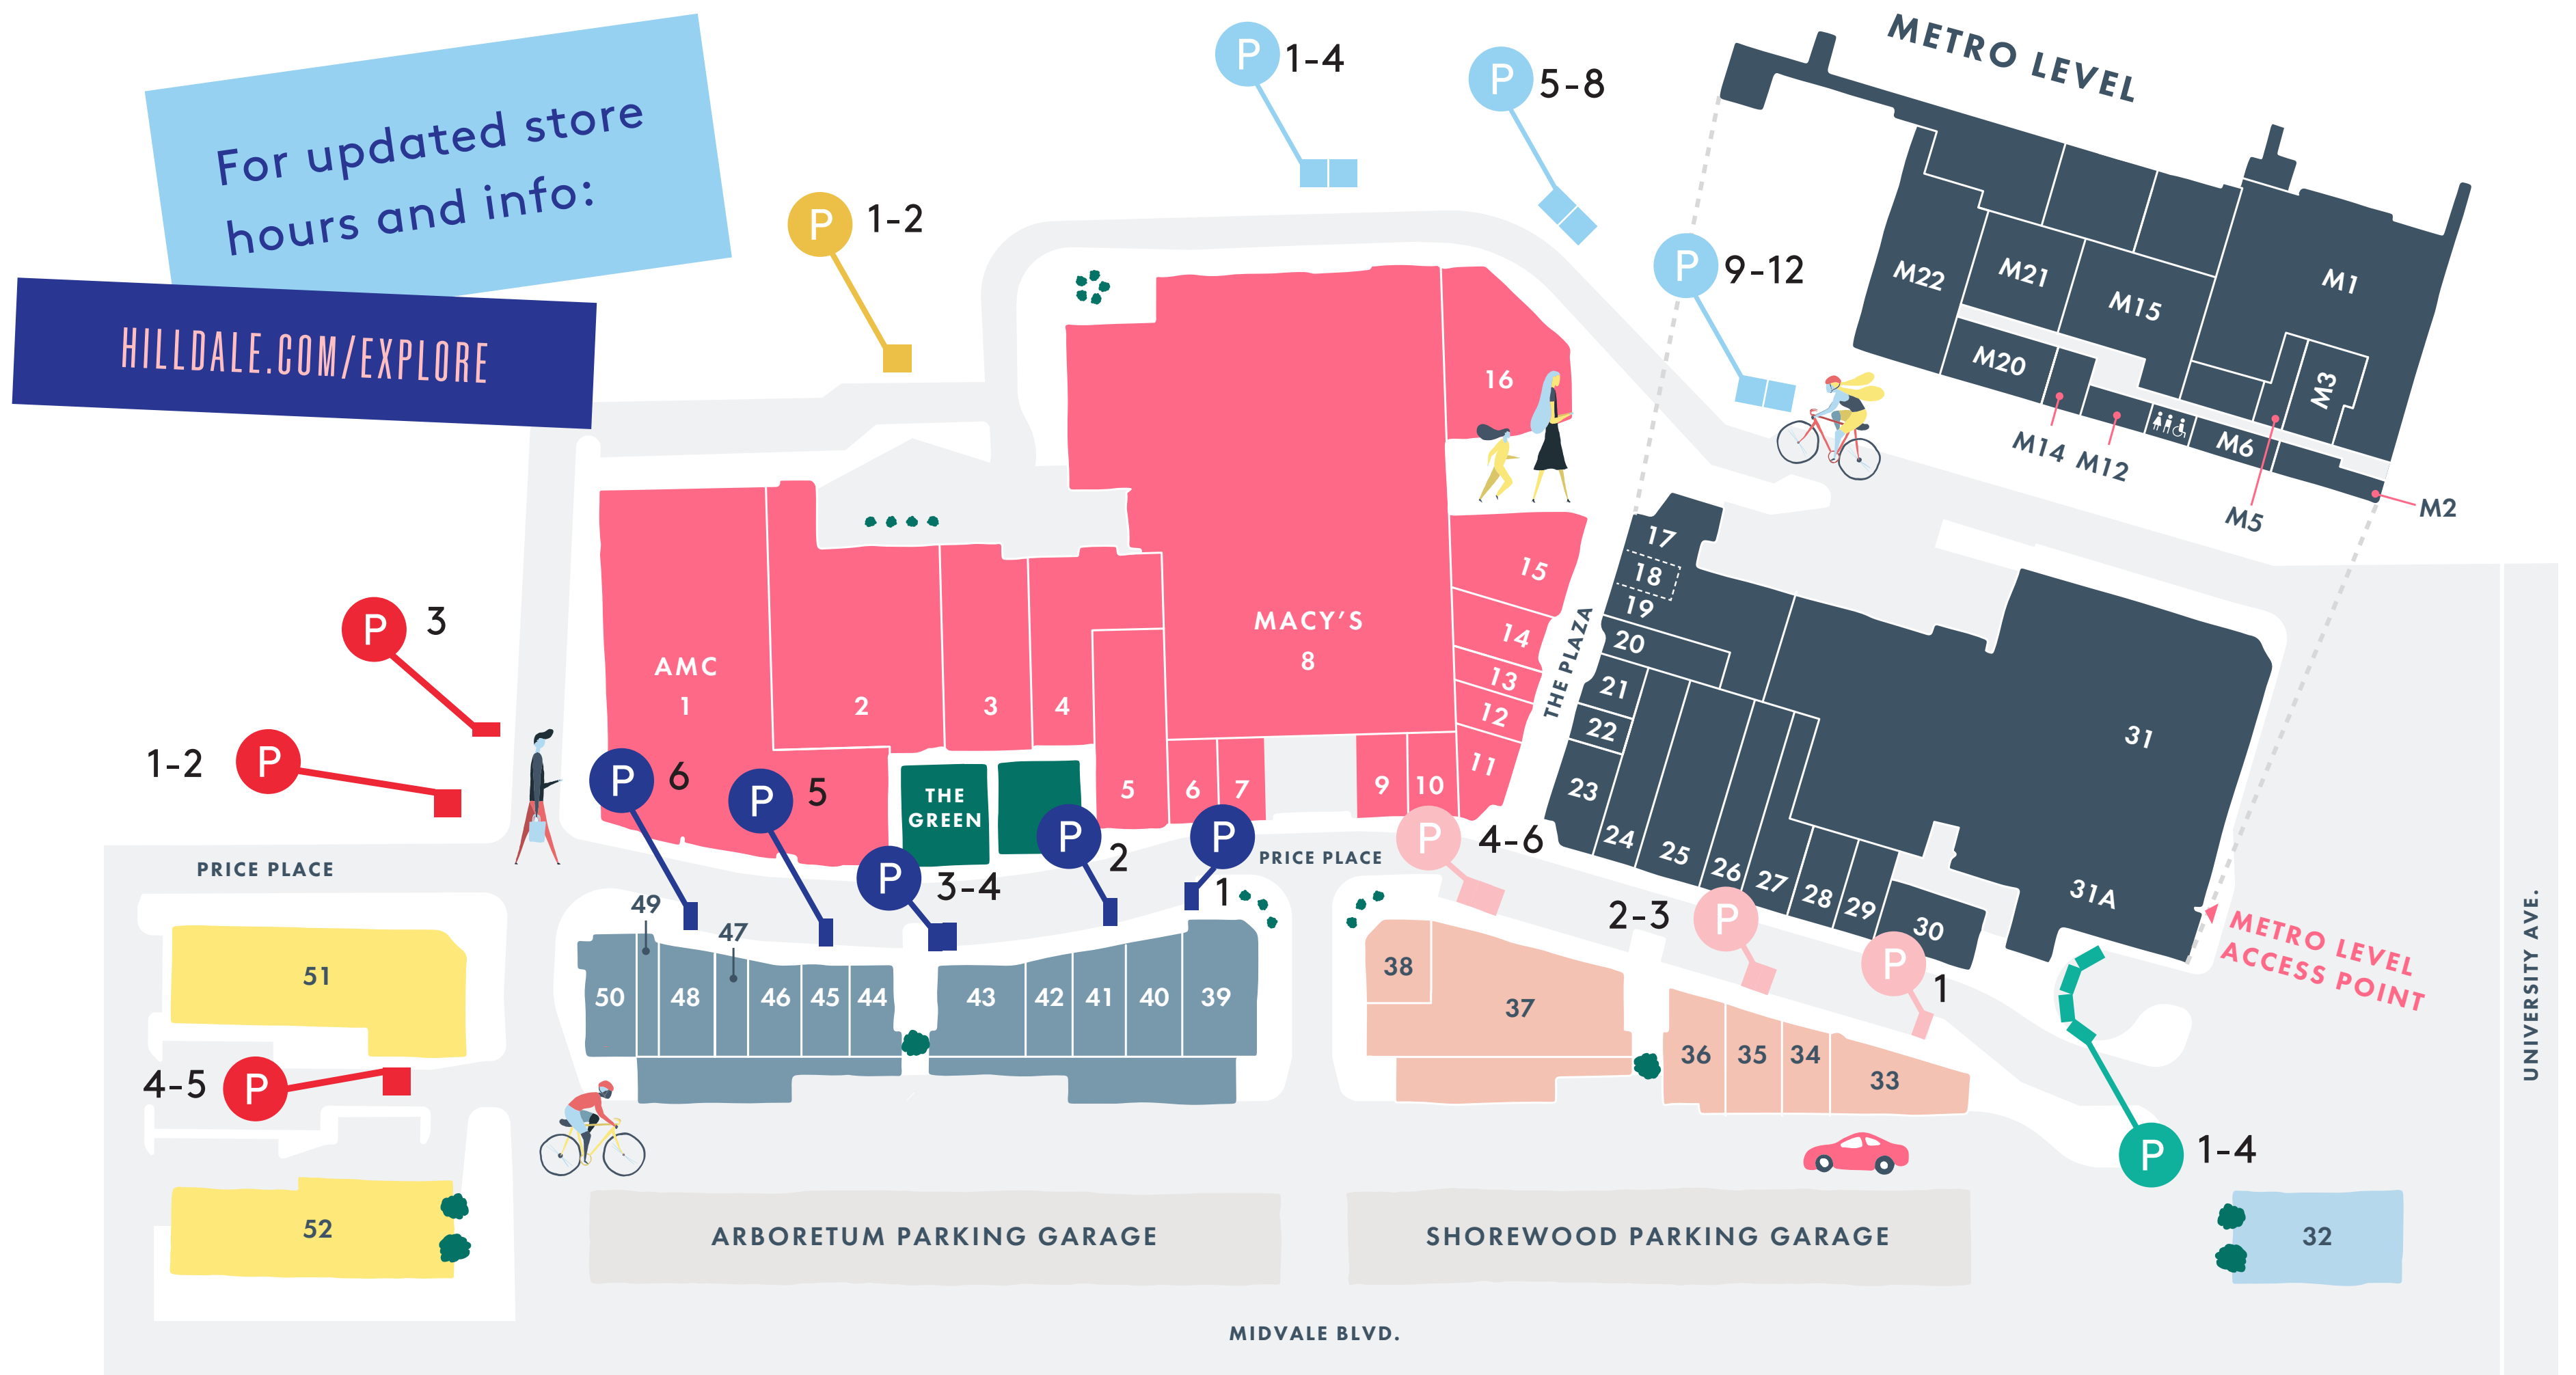 For updated store
hours and info:
HILLDALE.COM/EXPLORE
METRO LEVEL
P 1-4
P 5-8
P 1-2
P 9-12
M22
M21
M15
M1
M20
M3
M14
M12
M6
M5
M2
16
17
18
19
20
15
14
13
12
11
THE PLAZA
21
22
23
24
25
26
27
28
29
30
31
31A
MACY'S
8
AMC
1
2
3
4
5
6
7
9
10
THE
GREEN
P 3
1-2 P
P 6
P 5
P 3-4
P 2
P 1
PRICE PLACE
PRICE PLACE
P 4-6
2-3 P
P 1
METRO LEVEL
ACCESS POINT
UNIVERSITY AVE.
49
47
50
48
46
45
44
43
42
41
40
39
38
37
36
35
34
33
51
4-5 P
52
P 1-4
32
ARBORETUM PARKING GARAGE
SHOREWOOD PARKING GARAGE
MIDVALE BLVD.